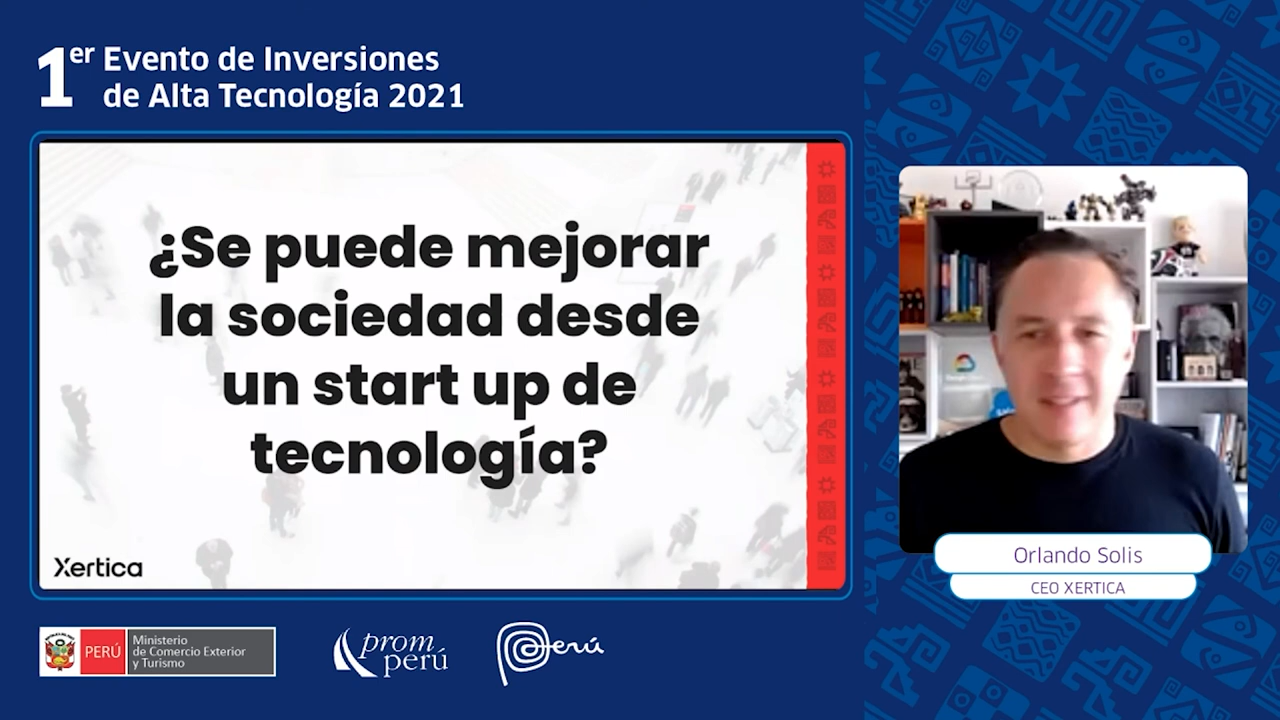 1er Evento de Inversiones
de Alta Tecnología 2021
¿Se puede mejorar
la sociedad desde
un start up de
tecnología?
Xertica
Orlando Solis
CEO XERTICA
PERÚ
Ministerio
de Comercio Exterior
y Turismo
prom
perú
Perú